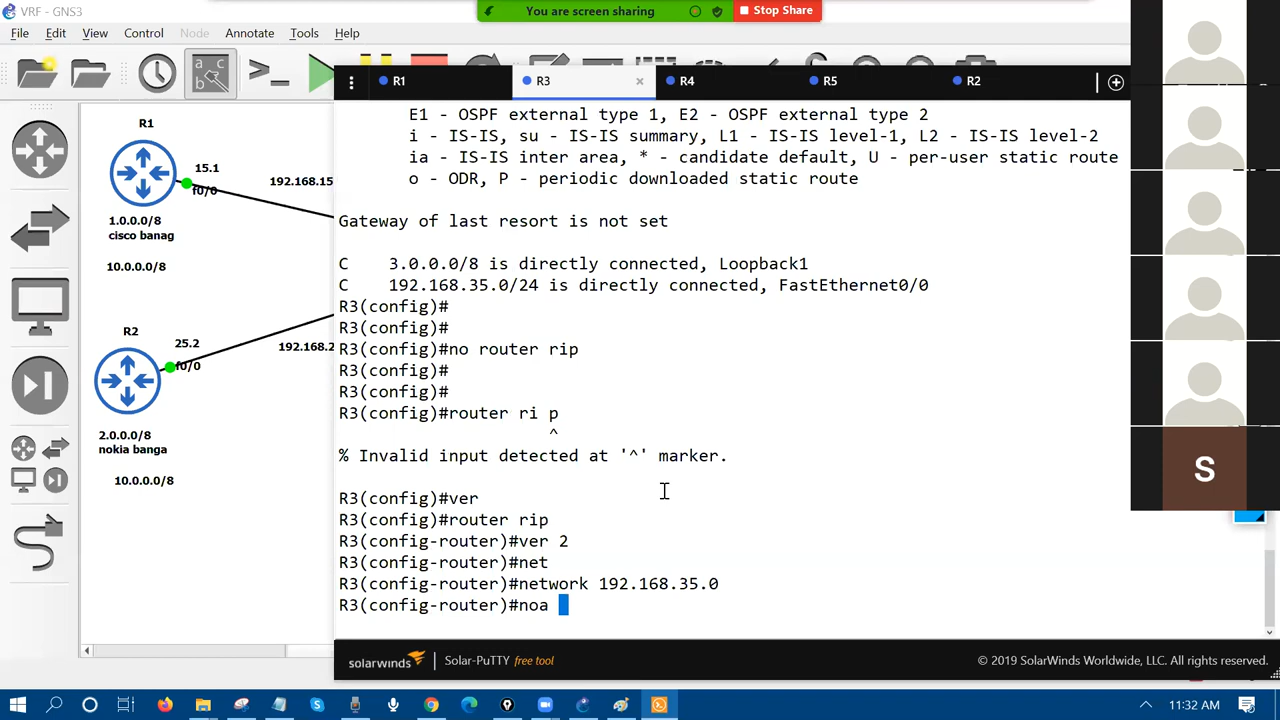 VRF - GNS3
You are screen sharing
Stop Share
File Edit View Control Node Annotate Tools Help
a c
b
R1
R3
×
R4
R5
R2
E1 - OSPF external type 1, E2 - OSPF external type 2
i - IS-IS, su - IS-IS summary, L1 - IS-IS level-1, L2 - IS-IS level-2
ia - IS-IS inter area, * - candidate default, U - per-user static route
o - ODR, P - periodic downloaded static route
Gateway of last resort is not set
C 3.0.0.0/8 is directly connected, Loopback1
C 192.168.35.0/24 is directly connected, FastEthernet0/0
R3(config)#
R3(config)#
R3(config)#no router rip
R3(config)#
R3(config)#
R3(config)#router ri p
^
% Invalid input detected at '^' marker.
R3(config)#ver
R3(config)#router rip
R3(config-router)#ver 2
R3(config-router)#net
R3(config-router)#network 192.168.35.0
R3(config-router)#noa
R1
15.1
f0/0
192.168.15
1.0.0.0/8
cisco banag
10.0.0.0/8
R2
25.2
f0/0
192.168.2
2.0.0.0/8
nokia banga
10.0.0.0/8
S
solarwinds
Solar-PuTTY free tool
© 2019 SolarWinds Worldwide, LLC. All rights reserved.
11:32 AM